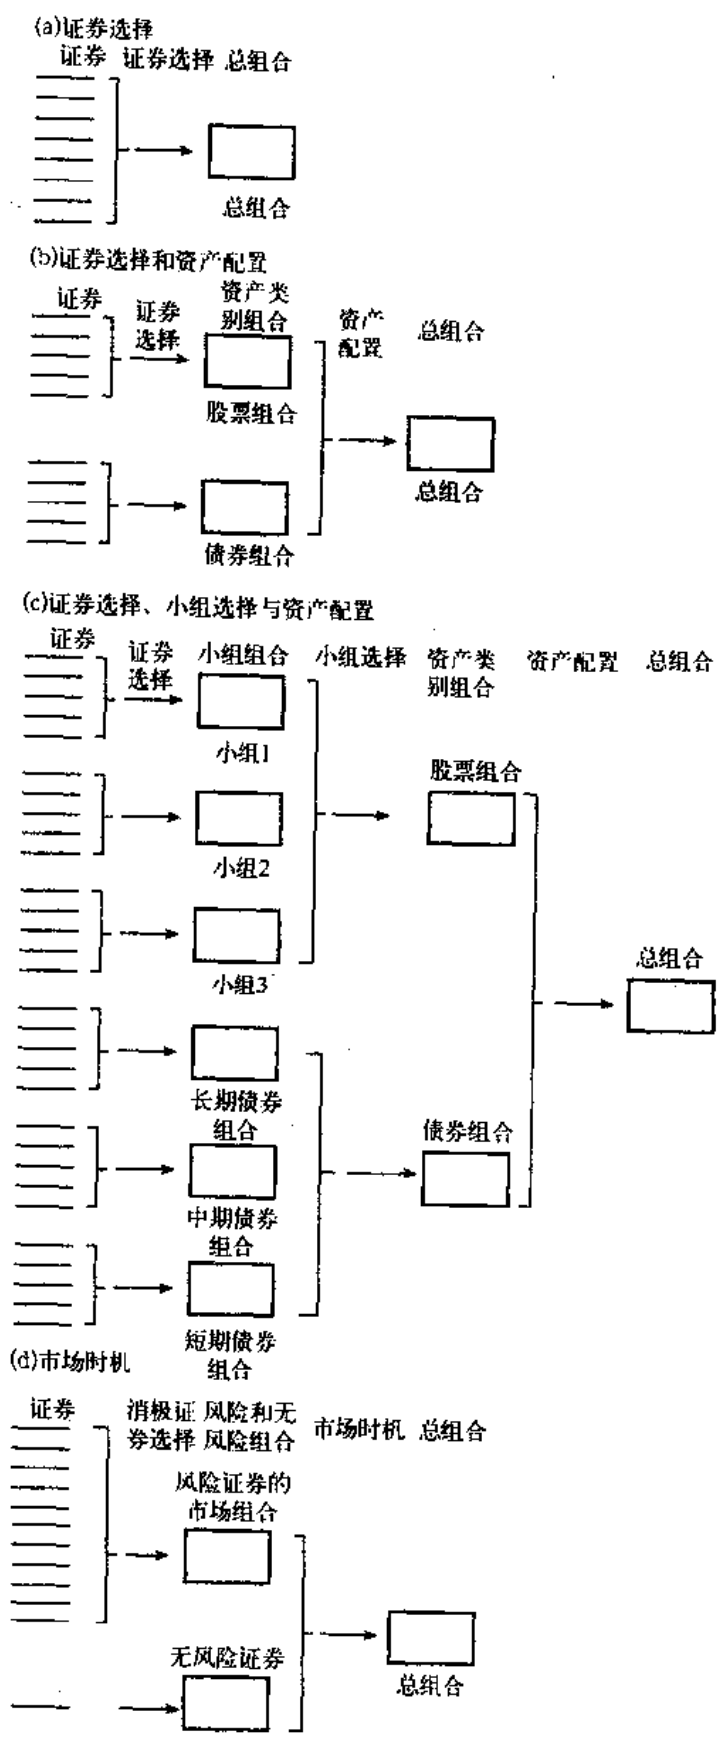 (a)证券选择
证券 证券选择 总组合
总组合
(b)证券选择和资产配置
证券
证券
选择
资产类
别组合
资产
配置
总组合
股票组合
总组合
债券组合
(c)证券选择、小组选择与资产配置
证券
证券
选择
小组组合
小组选择
资产类
别组合
资产配置
总组合
小组1
股票组合
小组2
小组3
总组合
长期债券
组合
债券组合
中期债券
组合
短期债券
组合
(d)市场时机
证券
消极证
券选择
风险和无
风险组合
市场时机
总组合
风险证券的
市场组合
无风险证券
总组合